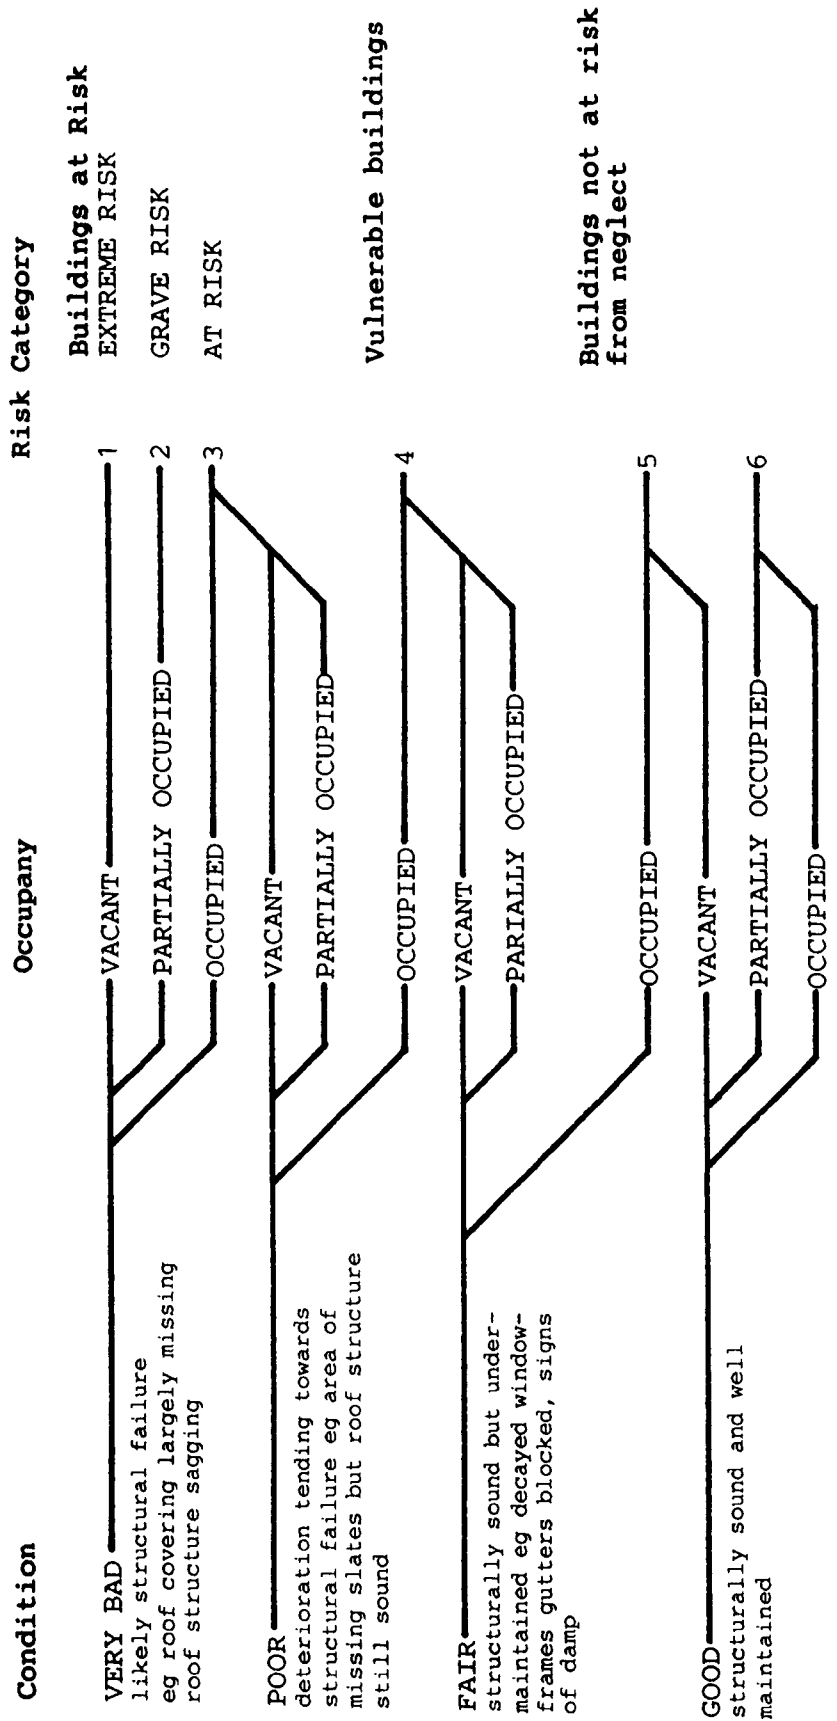 Condition
Occupany
Risk Category
Buildings at Risk
VERY BAD
VACANT
1
EXTREME RISK
likely structural failure
eg roof covering largely missing
roof structure sagging
PARTIALLY OCCUPIED
2
GRAVE RISK
OCCUPIED
3
AT RISK
POOR
VACANT
deterioration tending towards
structural failure eg area of
missing slates but roof structure
still sound
PARTIALLY OCCUPIED
OCCUPIED
4
Vulnerable buildings
FAIR
VACANT
structurally sound but under-
maintained eg decayed window-
frames gutters blocked, signs
of damp
PARIALLY OCCUPIED
OCCUPIED
5
Buildings not at risk
from neglect
GOOD
VACANT
structurally sound and well
maintained
PARTIALLY OCCUPIED
6
OCCUPIED